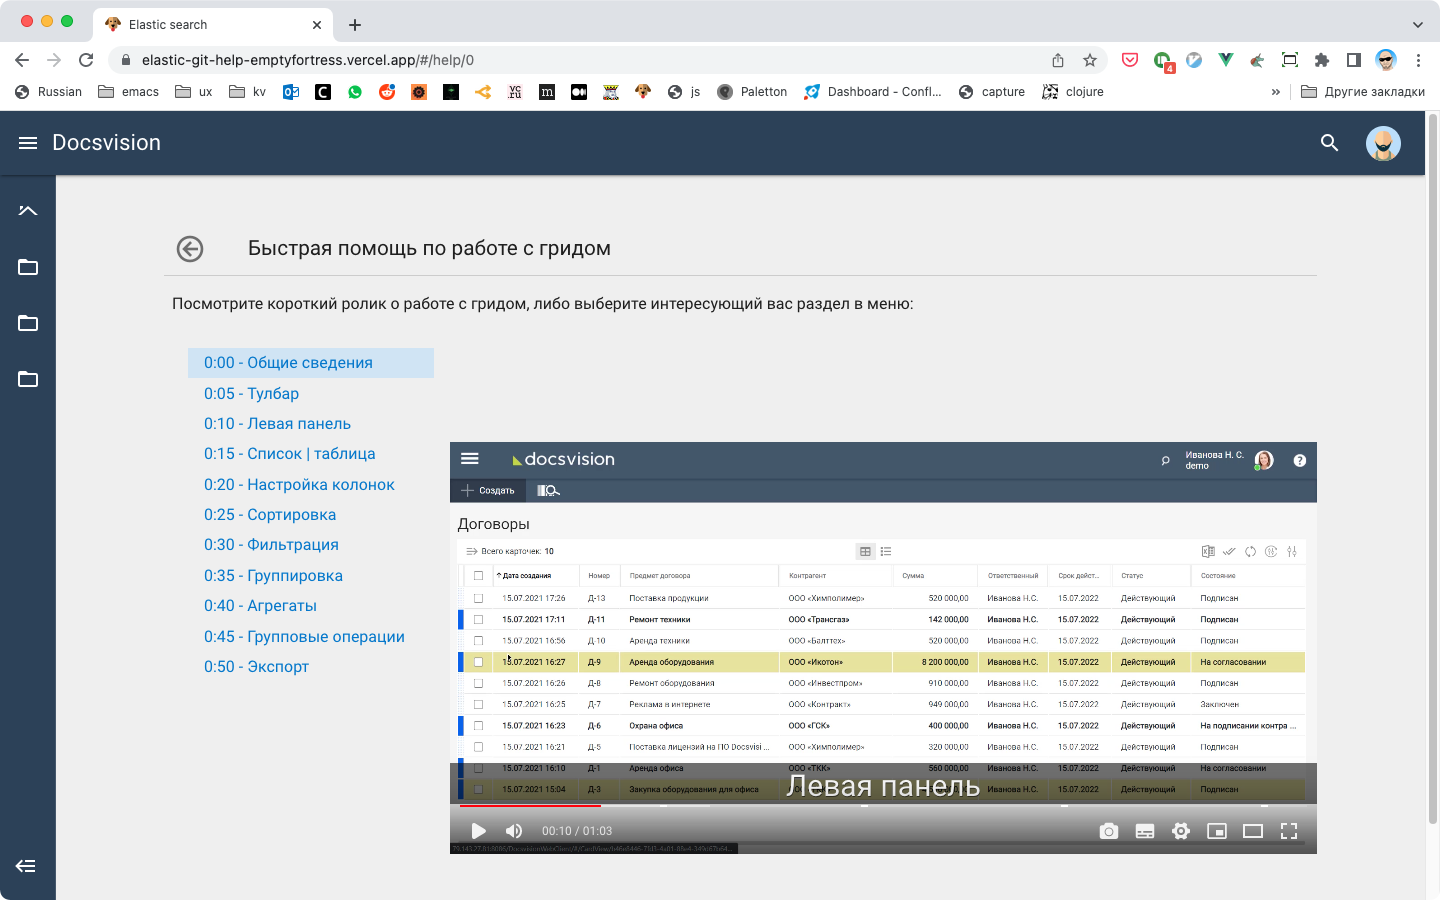 Elastic search
elastic-git-help-emptyfortress.vercel.app/#/help/0
4
Russian emacs ux kv vc.ru m js Paletton Dashboard - Confl... capture clojure » Другие закладки
Docsvision
Быстрая помощь по работе с гридом
Посмотрите короткий ролик о работе с гридом, либо выберите интересующий вас раздел в меню:
0:00 - Общие сведения
0:05 - Тулбар
0:10 - Левая панель
0:15 - Список | таблица
0:20 - Настройка колонок
0:25 - Сортировка
0:30 - Фильтрация
0:35 - Группировка
0:40 - Агрегаты
0:45 - Групповые операции
0:50 - Экспорт
docsvision
Иванова Н. С.
demo
Создать
Договоры
Всего карточек: 10
Дата создания Номер Предмет договора Контрагент Сумма Ответственный Срок дейст... Статус Состояние
15.07.2021 17:26 Д-13 Поставка продукции ООО «Химполимер» 520 000,00 Иванова Н.С. 15.07.2022 Действующий Подписан
15.07.2021 17:11 Д-11 Ремонт техники ООО «Трансгаз» 142 000,00 Иванова Н.С. 15.07.2022 Действующий Подписан
15.07.2021 16:56 Д-10 Аренда техники ООО «Балттех» 520 000,00 Иванова Н.С. 15.07.2022 Действующий Подписан
15.07.2021 16:27 Д-9 Аренда оборудования ООО «Икотон» 8 200 000,00 Иванова Н.С. 15.07.2022 Действующий На согласовании
15.07.2021 16:26 Д-8 Ремонт оборудования ООО «Инвестпром» 910 000,00 Иванова Н.С. 15.07.2022 Действующий Подписан
15.07.2021 16:25 Д-7 Реклама в интернете ООО «Контракт» 949 000,00 Иванова Н.С. 15.07.2022 Действующий Заключен
15.07.2021 16:23 Д-6 Охрана офиса ООО «ГСК» 400 000,00 Иванова Н.С. 15.07.2022 Действующий На подписании контра ...
15.07.2021 16:21 Д-5 Поставка лицензий на ПО Docsvisi ... ООО «Химполимер» 320 000,00 Иванова Н.С. 15.07.2022 Действующий Подписан
15.07.2021 16:10 Д-1 Аренда офиса ООО «ТКК» 560 000,00 Иванова Н.С. 15.07.2022 Действующий На согласовании
15.07.2021 15:04 Д-3 Закупка оборудования для офиса Иванова Н.С. 15.07.2022 Действующий Подписан
Левая панель
00:10 / 01:03